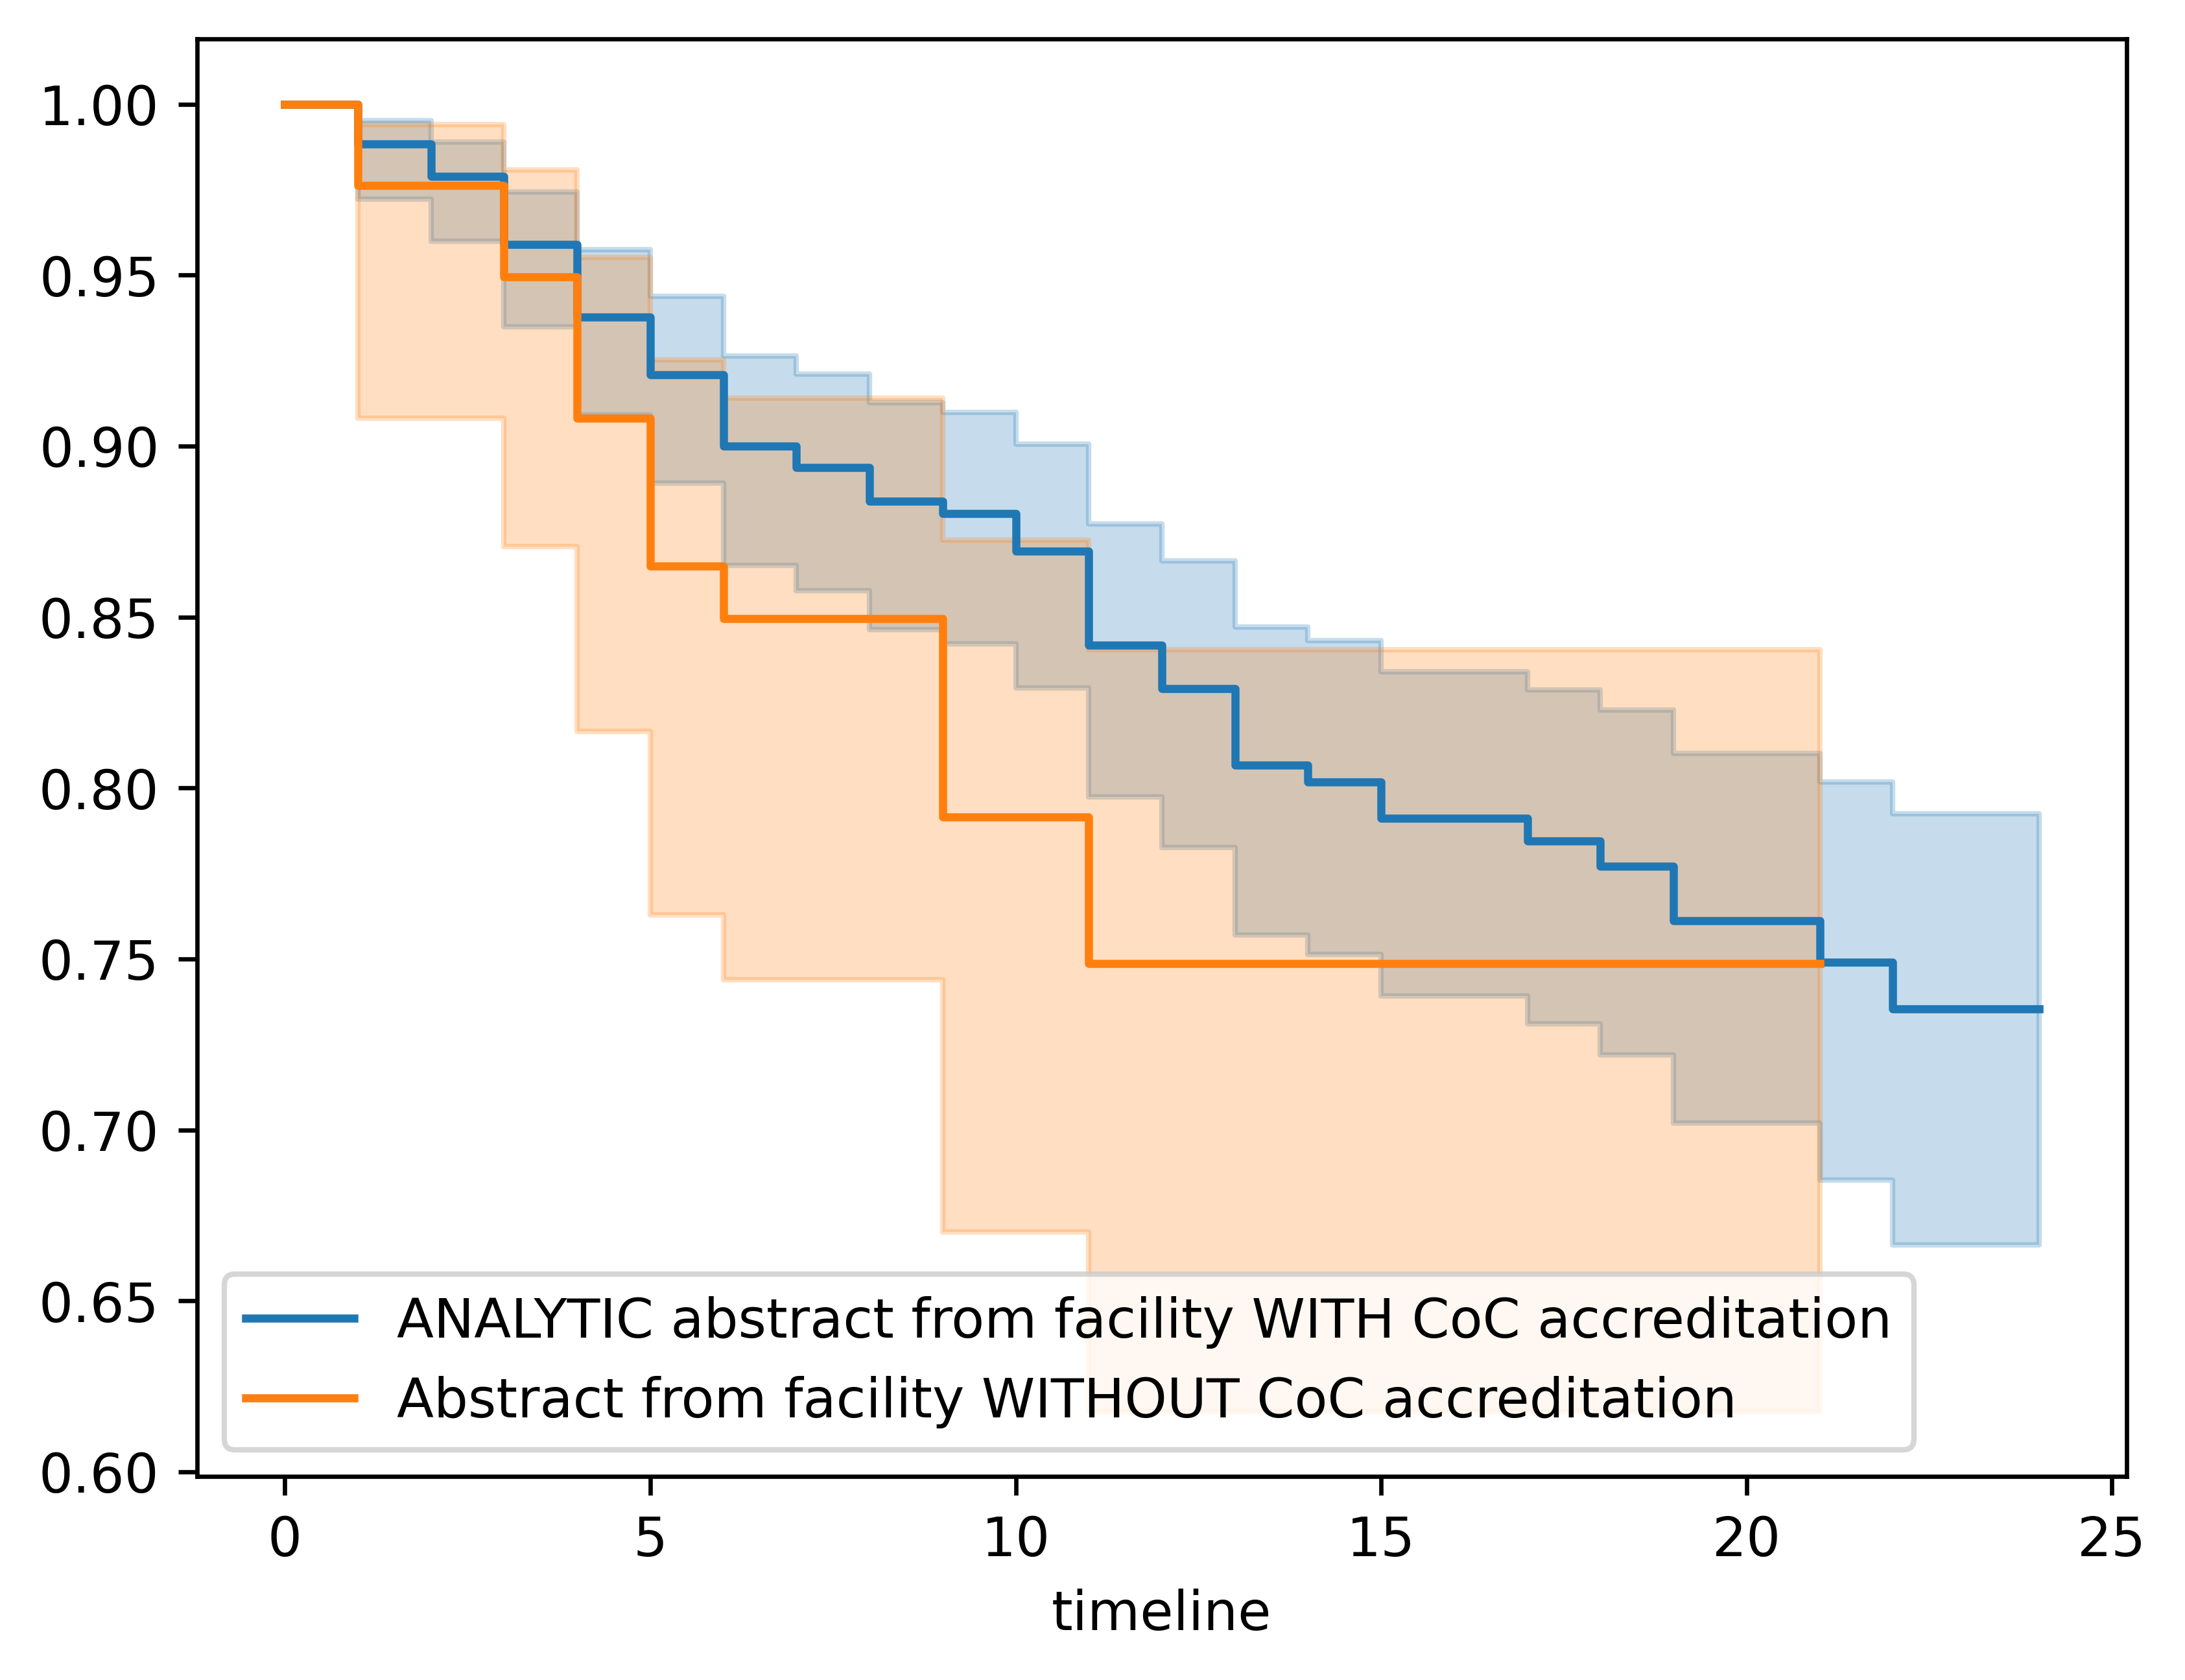 1.00
0.95
0.90
0.85
0.80
0.75
0.70
0.65
0.60
ANALYTIC abstract from facility WITH CoC accreditation
Abstract from facility WITHOUT CoC accreditation
0 5 10 15 20 25
timeline